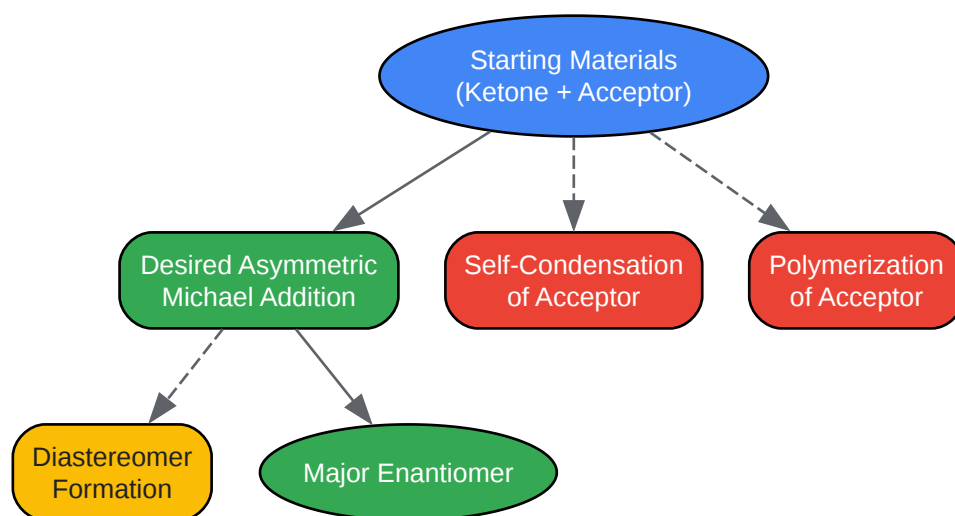 Starting Materials
(Ketone + Acceptor)
Desired Asymmetric
Michael Addition
Self-Condensation
of Acceptor
Polymerization
of Acceptor
Diastereomer
Formation
Major Enantiomer